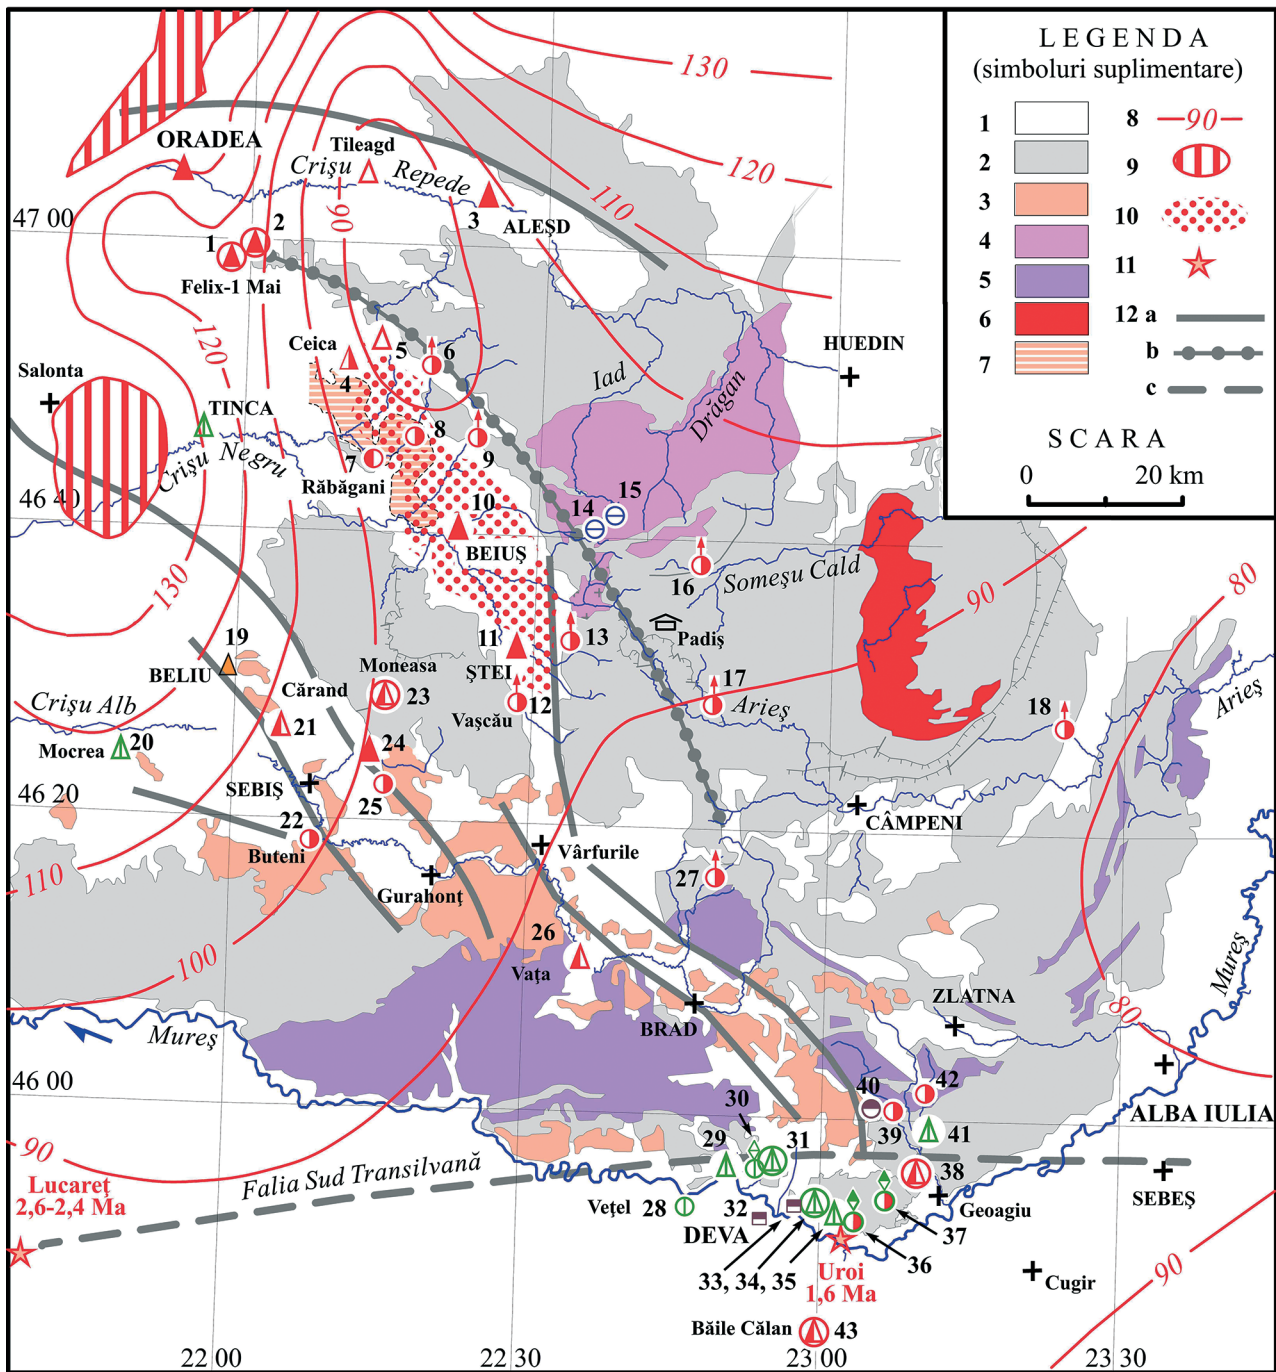 LEGENDA
(simboluri suplimentare)
1
2
3
4
5
6
7
8
90
9
10
11
12 a
b
c
SCARA
0
20 km
130
120
110
ORADEA
Tileagd
Crişu Repede
3
ALEŞD
47 00
1
2
Felix-1 Mai
90
120
Ceica
5
6
4
HUEDIN
Iad
Drăgan
Salonta
TINCA
Crişu Negru
7
8
9
Răbăgani
46 40
10
BEIUŞ
14
15
16
Someşu Cald
90
80
130
11
ŞTEI
13
Padiş
19
BELIU
Moneasa
23
Cărand
21
Vaşcău
12
17
Arieş
18
Arieş
Crişu Alb
Mocrea
20
24
25
SEBIŞ
46 20
22
Buteni
Gurahonţ
Vârfurile
CÂMPENI
110
27
26
Vaţa
100
BRAD
ZLATNA
Mureş
80
Mureş
46 00
40
42
39
41
ALBA IULIA
30
29
31
38
90
Falia Sud Transilvană
Lucareţ
2,6-2,4 Ma
Veţel
28
32
DEVA
33, 34, 35
36
37
Geoagiu
SEBEŞ
Uroi
1,6 Ma
Cugir
90
Băile Călan
43
22 00
22 30
23 00
23 30